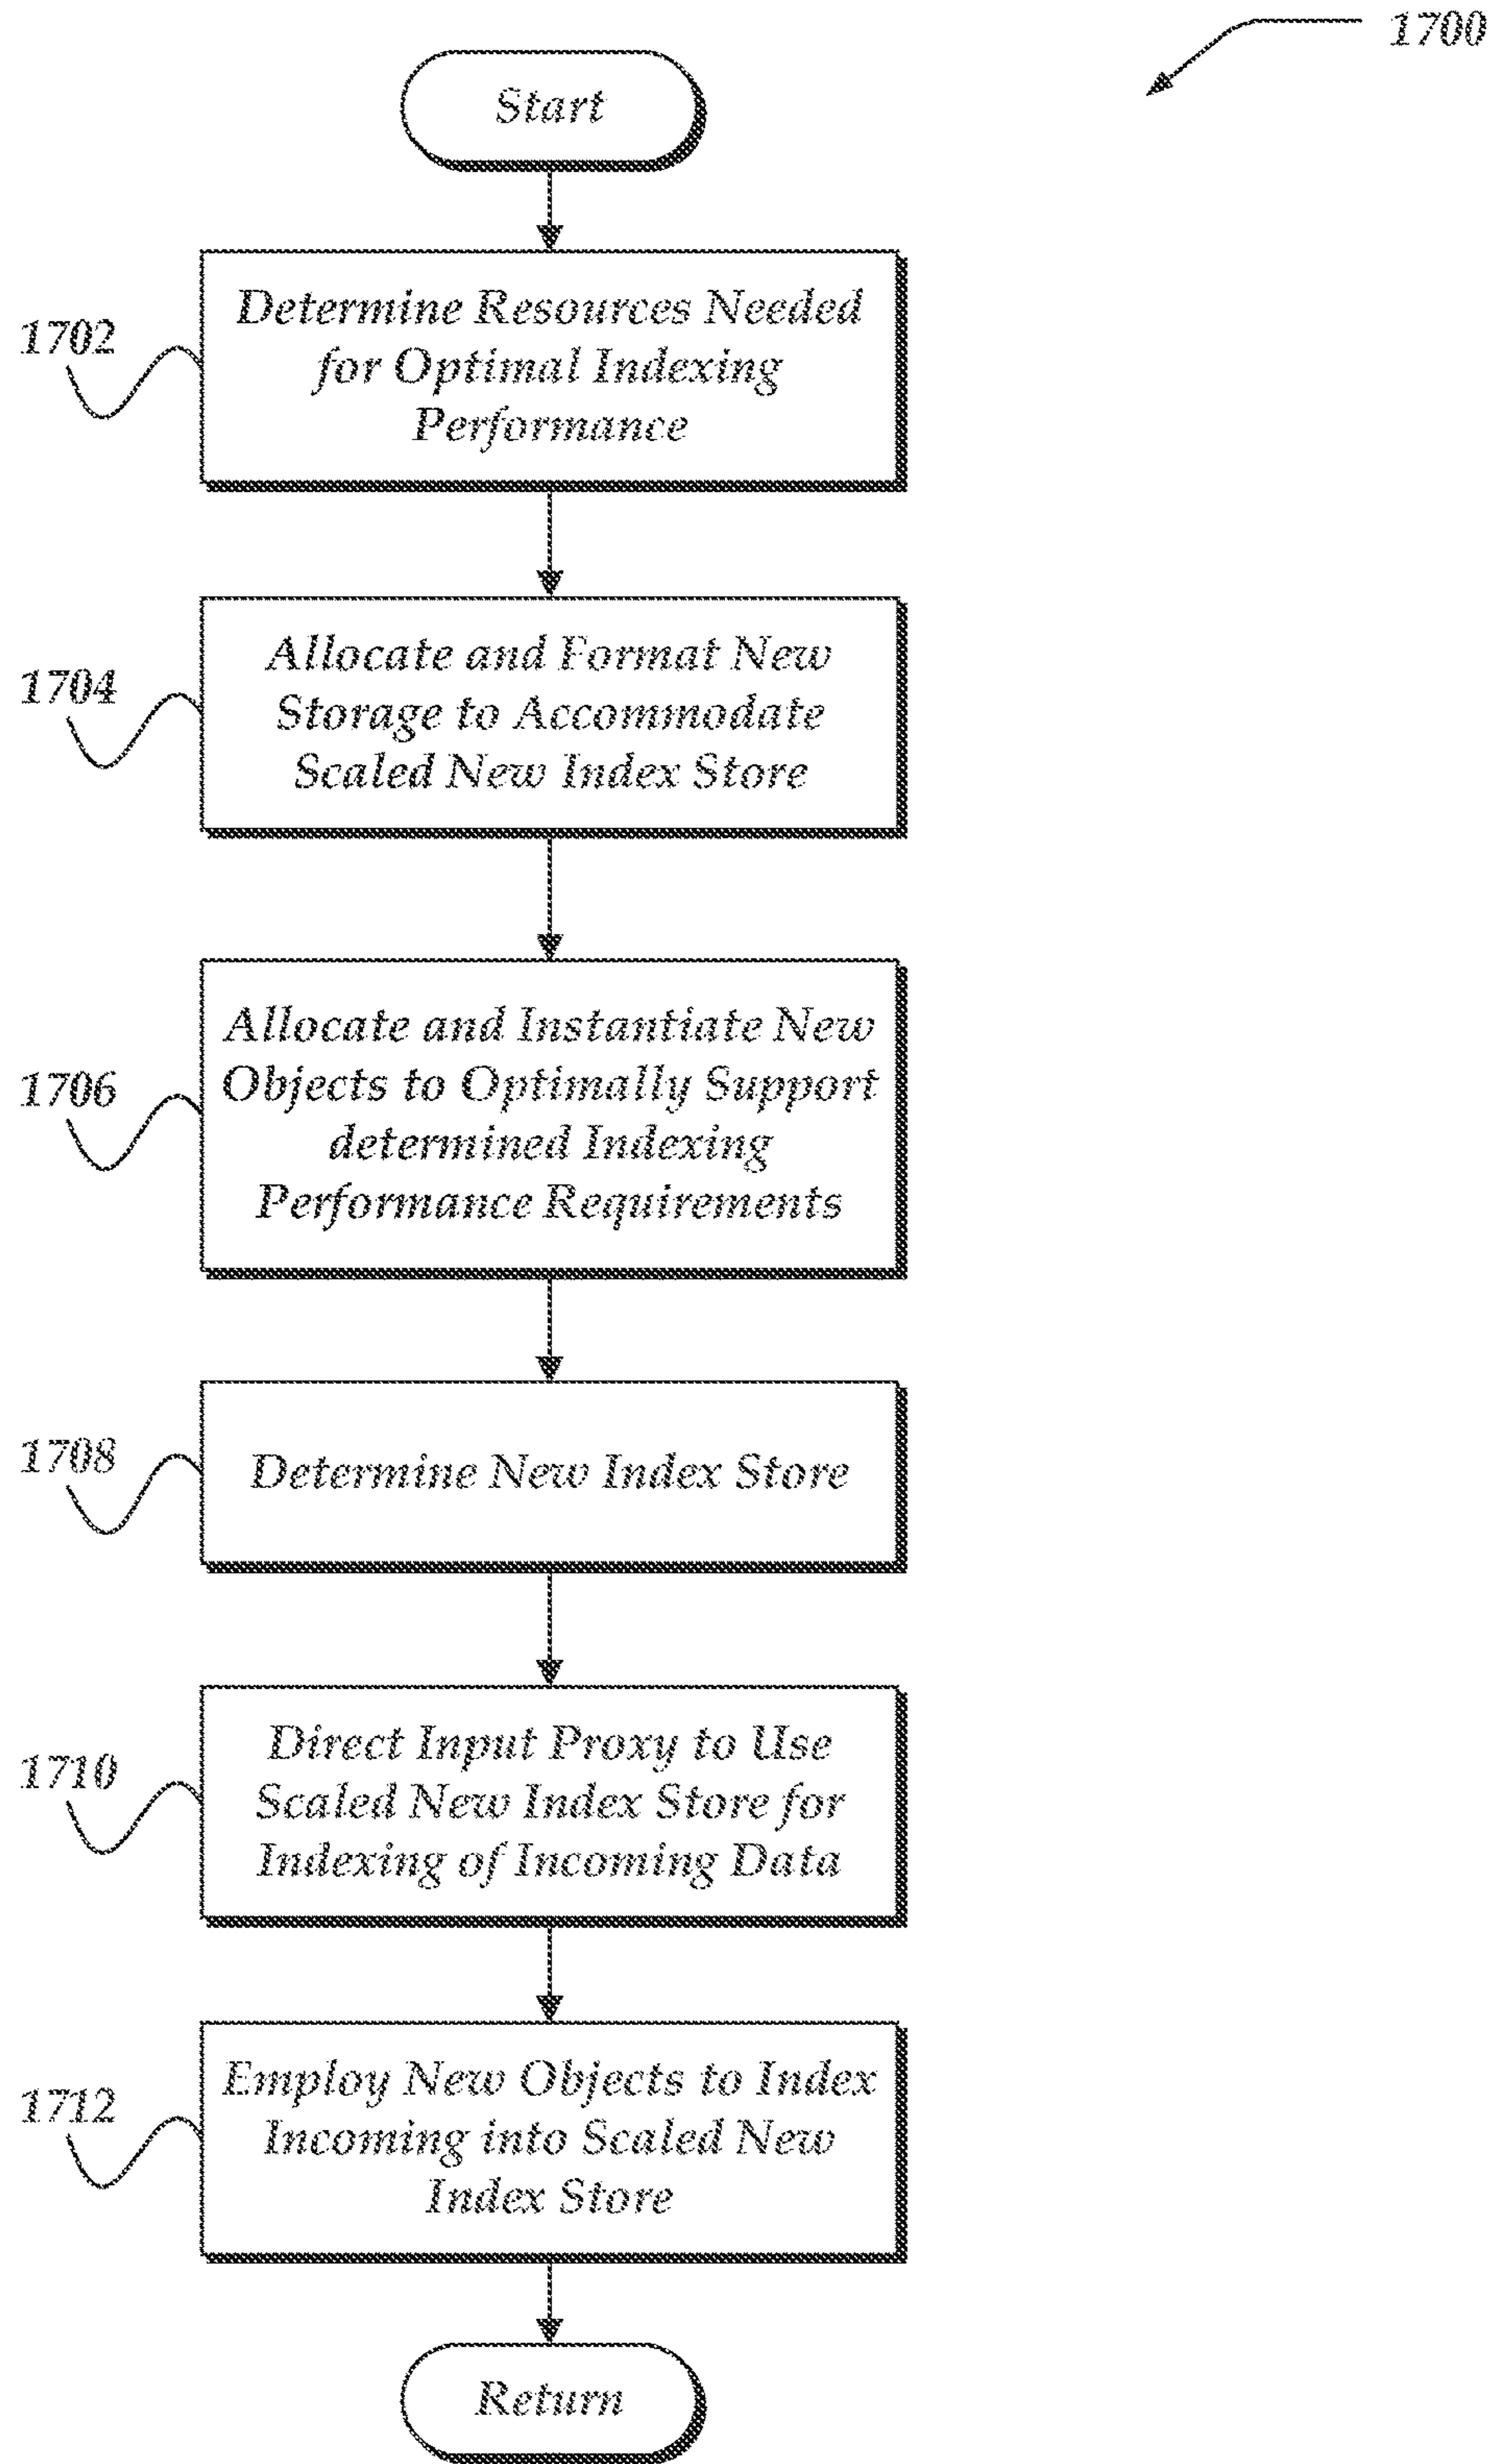 1700
Start
1702
Determine Resources Needed
for Optimal Indexing
Performance
1704
Allocate and Format New
Storage to Accommodate
Scaled New Index Store
1706
Allocate and Instantiate New
Objects to Optimally Support
determined Indexing
Performance Requirements
1708
Determine New Index Store
1710
Direct Input Proxy to Use
Scaled New Index Store for
Indexing of Incoming Data
1712
Employ New Objects to Index
Incoming into Scaled New
Index Store
Return